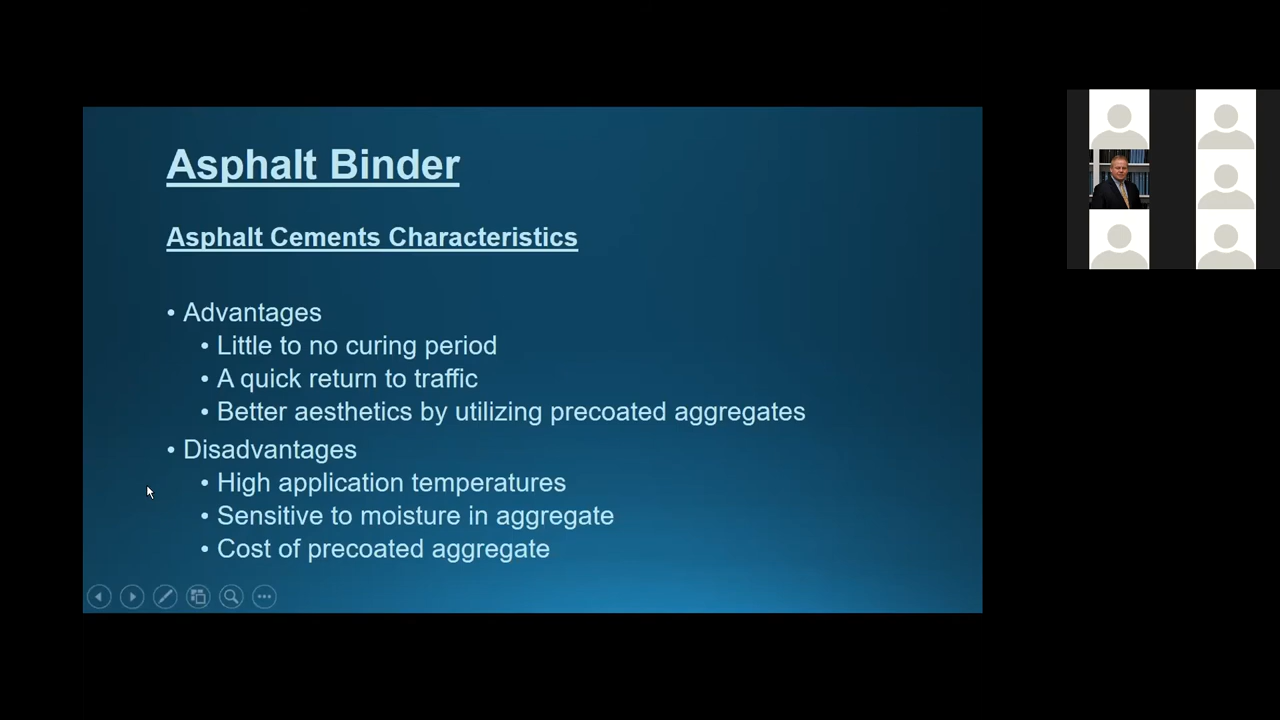 Asphalt Binder
Asphalt Cements Characteristics
• Advantages
• Little to no curing period
• A quick return to traffic
• Better aesthetics by utilizing precoated aggregates
• Disadvantages
• High application temperatures
• Sensitive to moisture in aggregate
• Cost of precoated aggregate